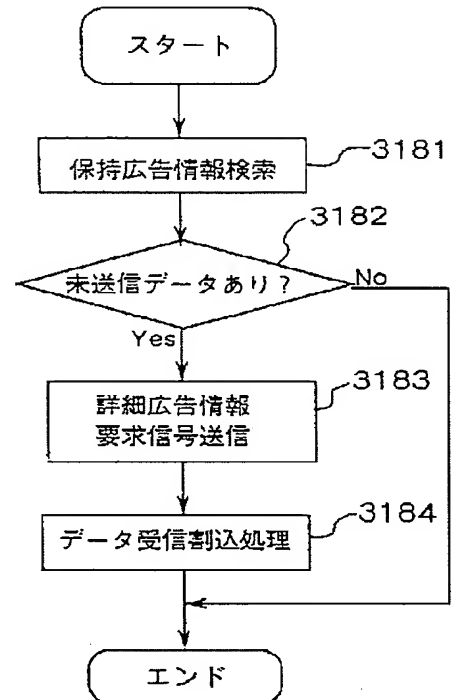 スタート
3181
保持広告情報検索
3182
未送信データあり？
No
Yes
3183
詳細広告情報
要求信号送信
3184
データ受信割込処理
エンド